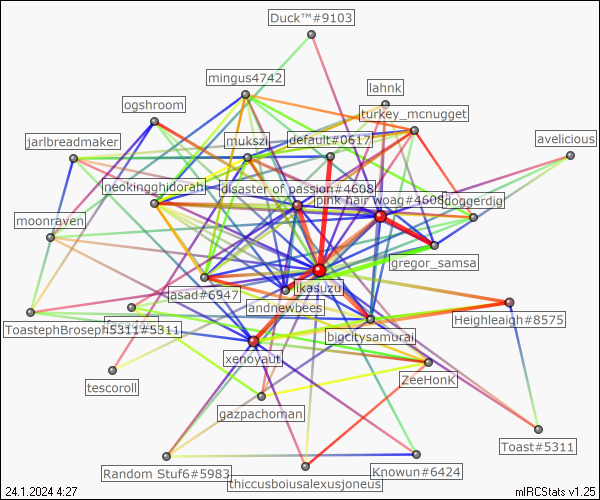 Duck™#9103
mingus4742
lahnk
ogshroom
turkey_mcnugget
avelicious
jarlbreadmaker
mukszi
default#0617
neokingghidorah
disaster of passion#4608
pink hair woag#4608
doggerdig
moonraven
gregor_samsa
asad#6947
ikasuzu
andnewbees
ToastephBroseph5311#5311
Heighleaigh#8575
bigcitysamurai
xenoyaut
tescoroll
ZeeHonK
gazpachoman
Toast#5311
Random Stuf6#5983
Knowun#6424
thiccusboiusalexusjoneus
24.1.2024 4:27
mIRCStats v1.25